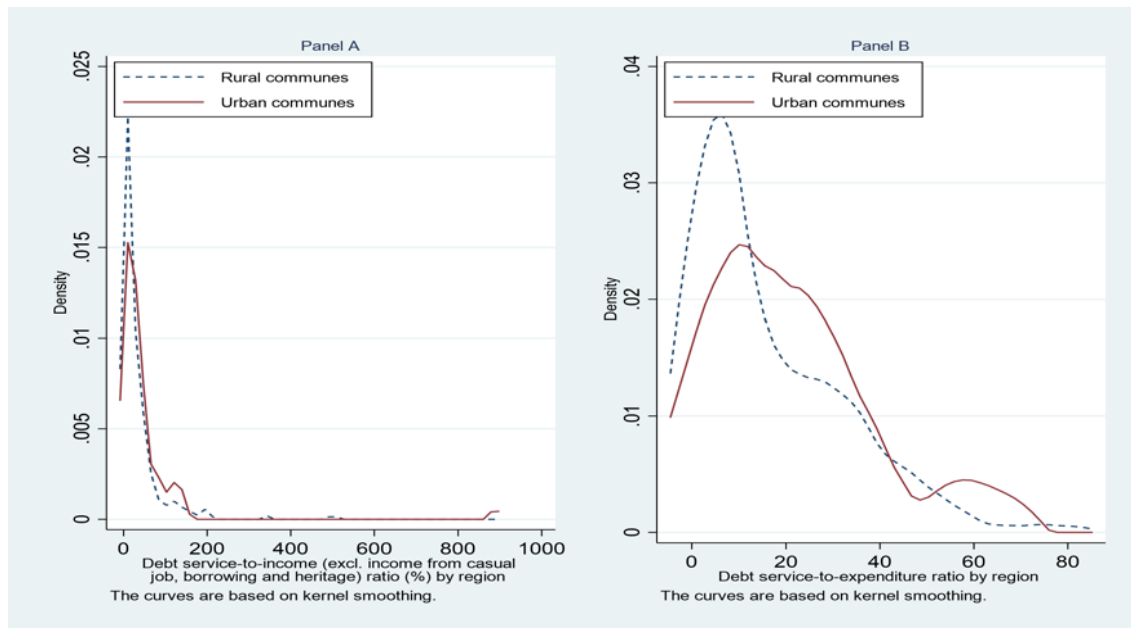 Panel A
.025
.02
.015
.01
.005
0
Density
Rural communes
Urban communes
0 200 400 600 800 1000
Debt service-to-income (excl. income from casual
job, borrowing and heritage) ratio (%) by region
The curves are based on kernel smoothing.
Panel B
.04
.03
.02
.01
0
Density
Rural communes
Urban communes
0 20 40 60 80
Debt service-to-expenditure ratio by region
The curves are based on kernel smoothing.